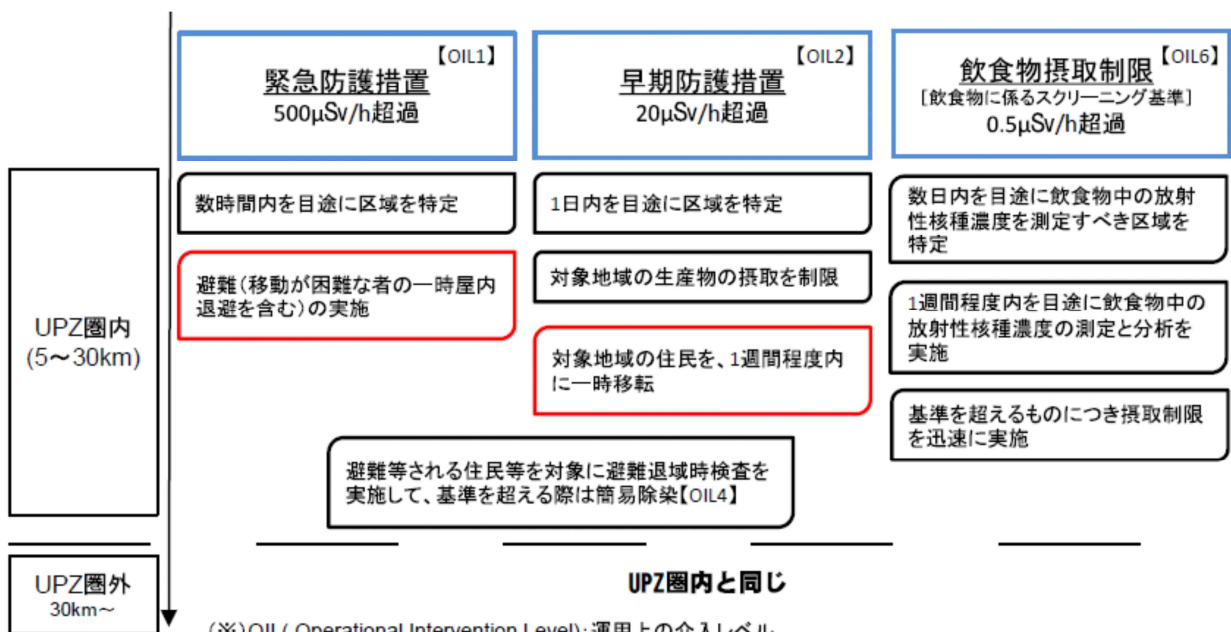 【OIL1】
緊急防護措置
500μSv/h超過
【OIL2】
早期防護措置
20μSv/h超過
【OIL6】
飲食物摂取制限
[飲食物に係るスクリーニング基準]
0.5μSv/h超過
UPZ圏内
(5～30km)
数時間内を目途に区域を特定
避難(移動が困難な者の一時屋内
退避を含む)の実施
1日内を目途に区域を特定
対象地域の生産物の摂取を制限
対象地域の住民を、1週間程度内
に一時移転
数日内を目途に飲食物中の放射
性核種濃度を測定すべき区域を
特定
1週間程度内を目途に飲食物中の
放射性核種濃度の測定と分析を
実施
基準を超えるものにつき摂取制限
を迅速に実施
避難等される住民等を対象に避難退域時検査を
実施して、基準を超える際は簡易除染【OIL4】
UPZ圏外
30km～
UPZ圏内と同じ
(※)OIL( Operational Intervention Level):運用上の介入レベル